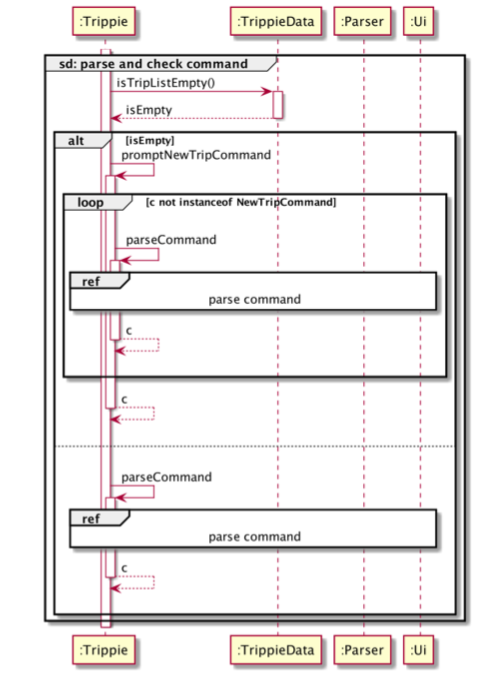 :Trippie :TrippieData :Parser :Ui
sd: parse and check command
isTripListEmpty()
isEmpty
alt [isEmpty]
promptNewTripCommand
loop [c not instanceof NewTripCommand]
parseCommand
ref
parse command
c
c
parseCommand
ref
parse command
c
:Trippie :TrippieData :Parser :Ui